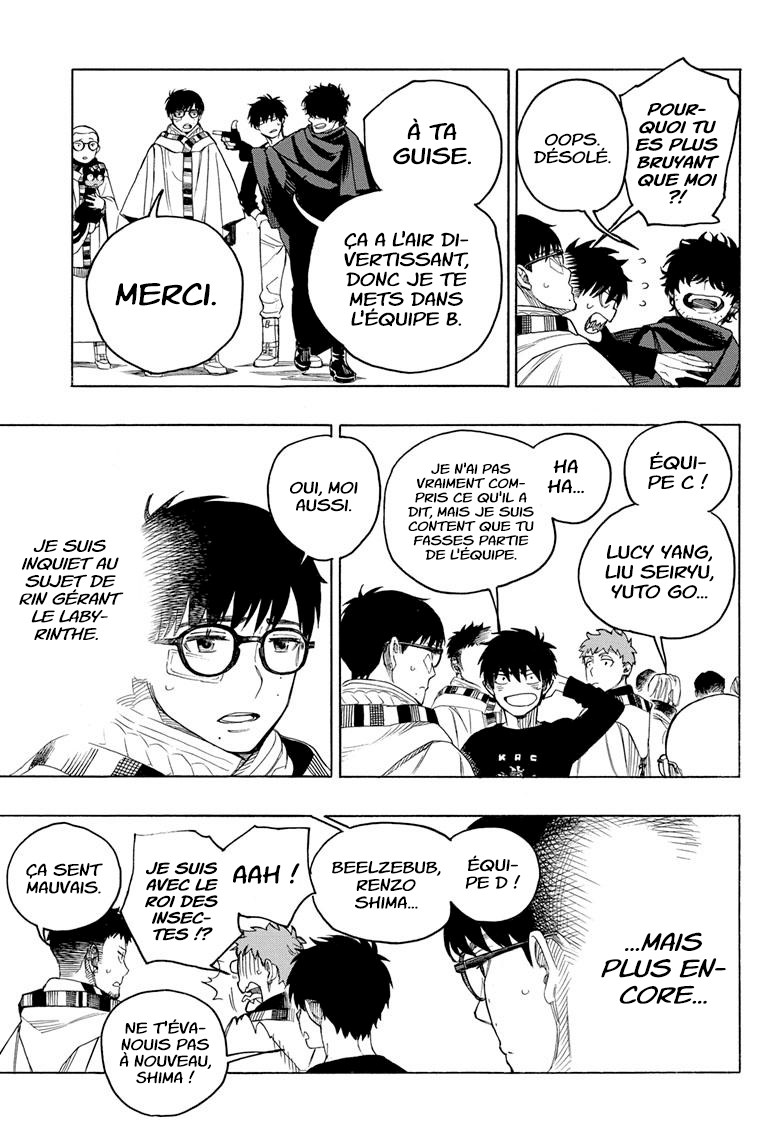 POUR-
QUOI TU
ES PLUS
BRUYANT
QUE MOI
?!
OOPS.
DÉSOLÉ.
À TA
GUISE.
ÇA A L'AIR DI-
VERTISSANT,
DONC JE TE
METS DANS
L'ÉQUIPE B.
MERCI.
ÉQUI-
PE C !
LUCY YANG,
LIU SEIRYU,
YUTO GO...
HA
HA...
JE N'AI PAS
VRAIMENT COM-
PRIS CE QU'IL A
DIT, MAIS JE SUIS
CONTENT QUE TU
FASSES PARTIE
DE L'ÉQUIPE.
OUI, MOI
AUSSI.
JE SUIS
INQUIET AU
SUJET DE
RIN GÉRANT
LE LABY-
RINTHE.
...MAIS
PLUS EN-
CORE...
ÉQUI-
PE D !
BEELZEBUB,
RENZO
SHIMA...
AAH !
JE SUIS
AVEC LE
ROI DES
INSEC-
TES !?
ÇA SENT
MAUVAIS.
NE T'ÉVA-
NOUIS PAS
À NOUVEAU,
SHIMA !